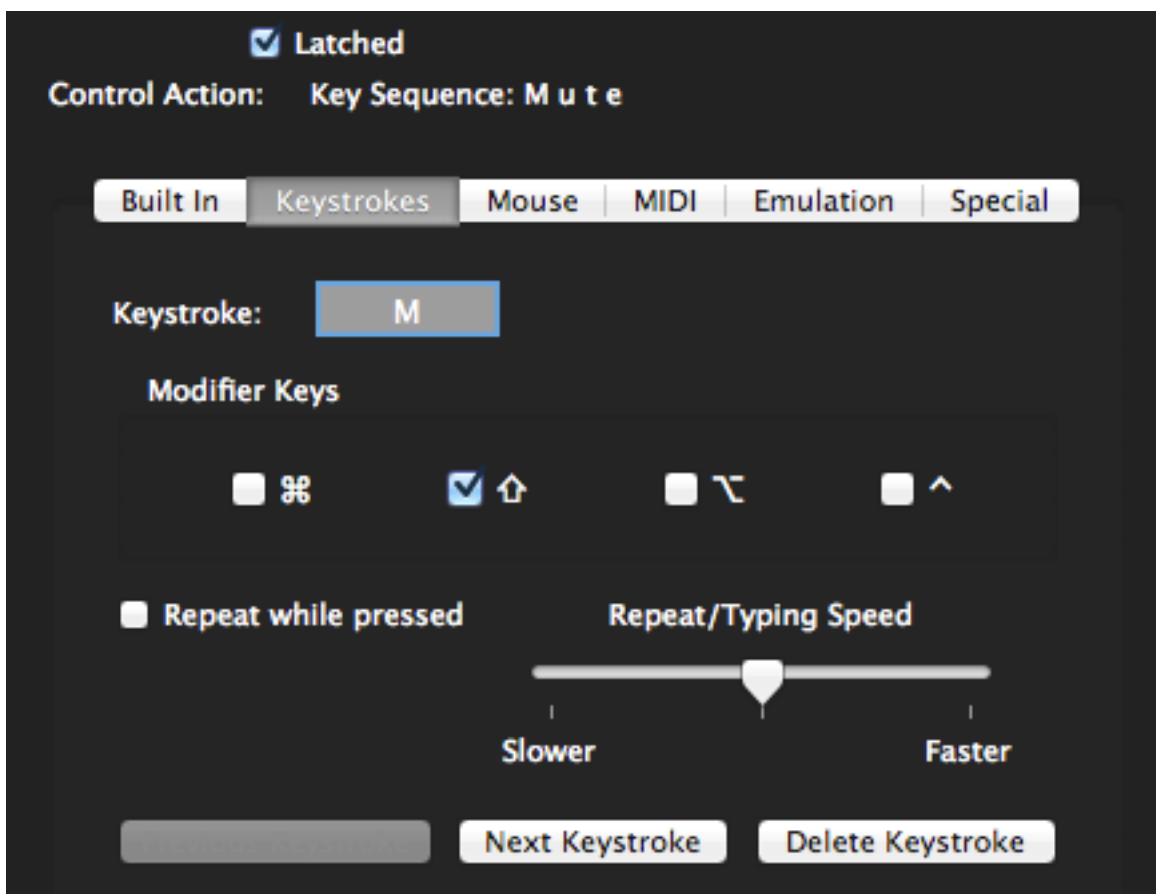 Latched
Control Action: Key Sequence: M u t e
Built In Keystrokes Mouse MIDI Emulation Special
Keystroke: M
Modifier Keys
⌘ ⇧ ⌥ ^
Repeat while pressed Repeat/Typing Speed
Slower Faster
Next Keystroke Delete Keystroke